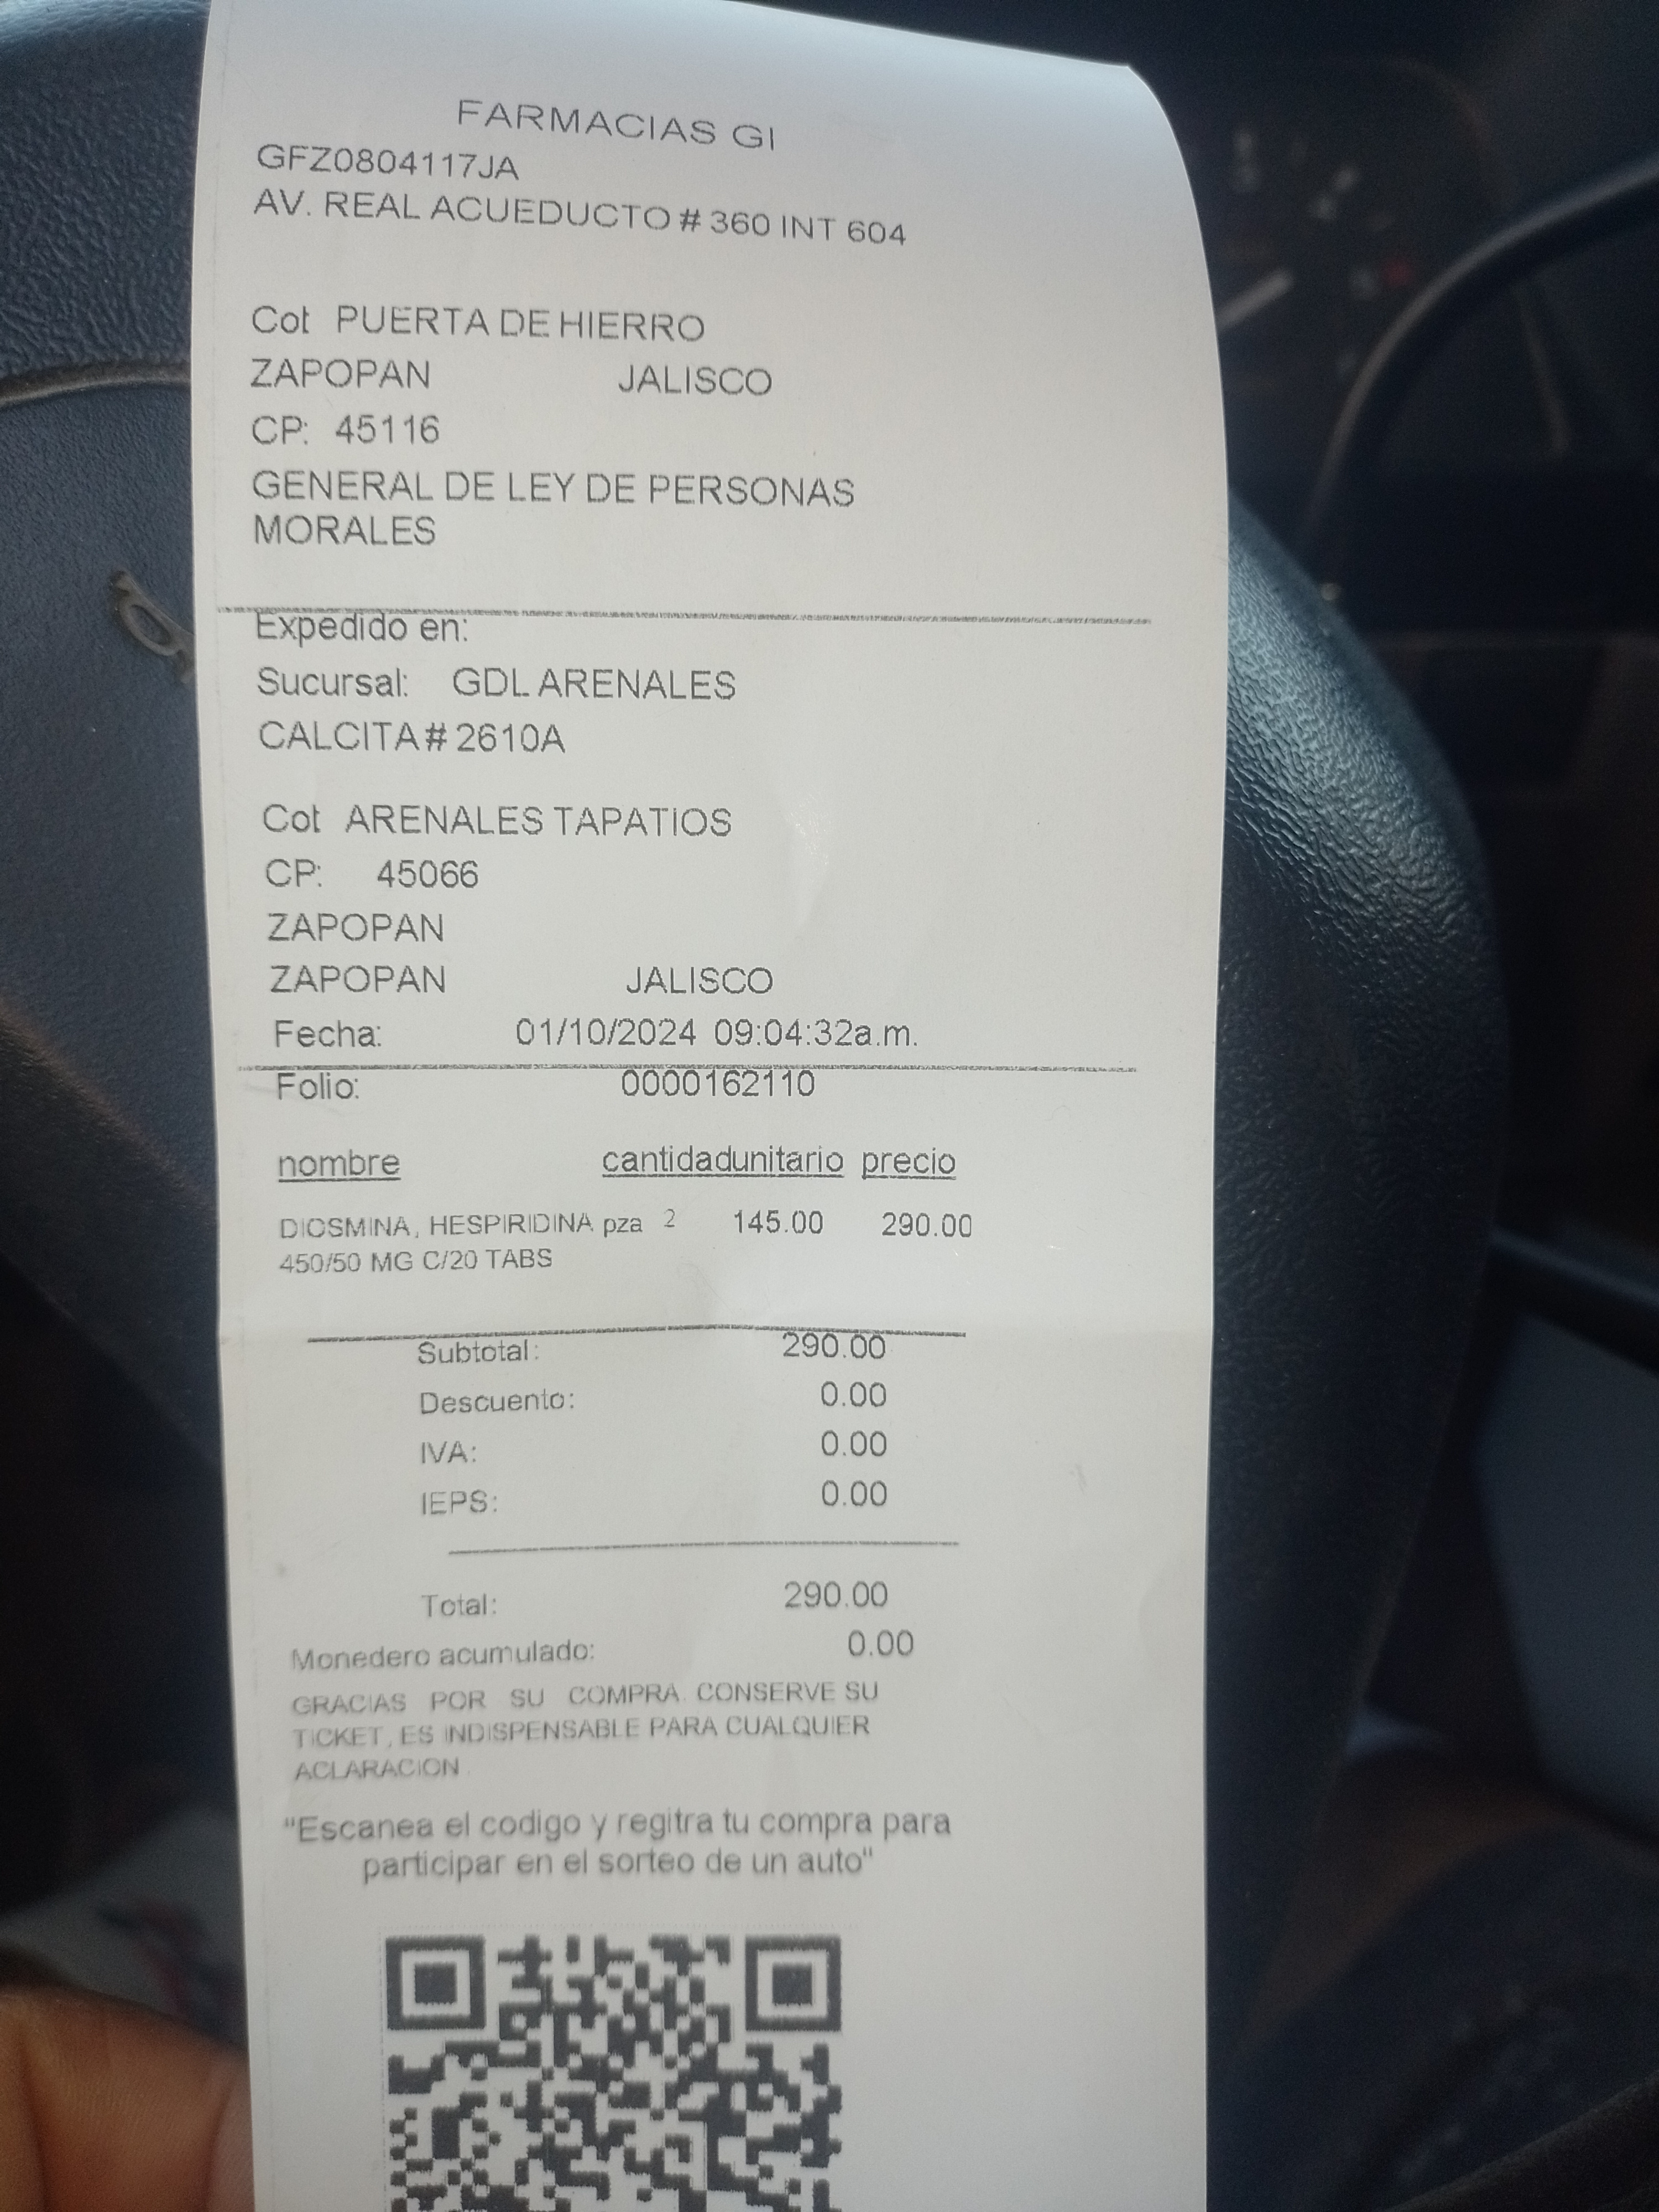 FARMACIAS GI
GFZ0804117JA
AV. REAL ACUEDUCTO # 360 INT 604
Col PUERTA DE HIERRO
ZAPOPAN JALISCO
CP: 45116
GENERAL DE LEY DE PERSONAS
MORALES
Expedido en:
Sucursal: GDL ARENALES
CALCITA # 2610A
Col ARENALES TAPATIOS
CP: 45066
ZAPOPAN
ZAPOPAN JALISCO
Fecha: 01/10/2024 09:04:32a.m.
Folio: 0000162110
nombre cantidadunitario precio
DIOSMINA, HESPIRIDINA pza 2 145.00 290.00
450/50 MG C/20 TABS
Subtotal: 290.00
Descuento: 0.00
IVA: 0.00
IEPS: 0.00
Total: 290.00
Monedero acumulado: 0.00
GRACIAS POR SU COMPRA. CONSERVE SU
TICKET, ES INDISPENSABLE PARA CUALQUIER
ACLARACION.
"Escanea el codigo y regitra tu compra para
participar en el sorteo de un auto"